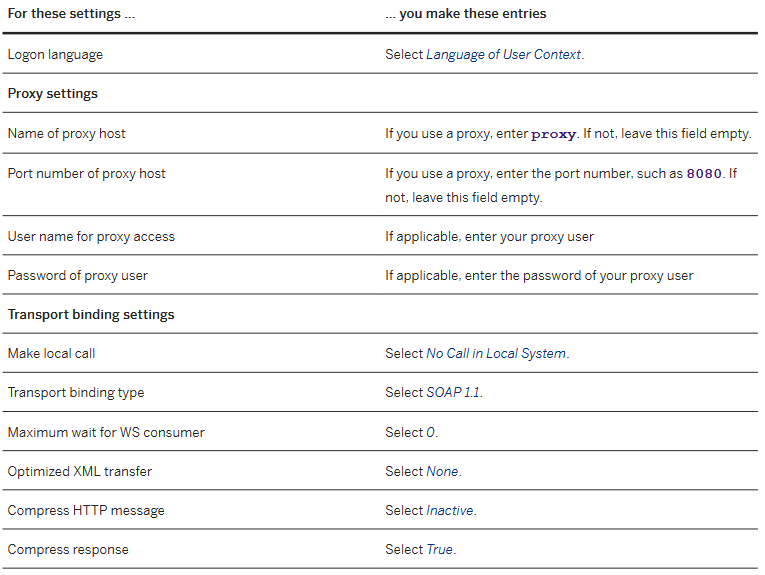 For these settings ... ... you make these entries
Logon language Select Language of User Context.
Proxy settings
Name of proxy host If you use a proxy, enter proxy. If not, leave this field empty.
Port number of proxy host If you use a proxy, enter the port number, such as 8080. If
not, leave this field empty.
User name for proxy access If applicable, enter your proxy user
Password of proxy user If applicable, enter the password of your proxy user
Transport binding settings
Make local call Select No Call in Local System.
Transport binding type Select SOAP 1.1.
Maximum wait for WS consumer Select 0.
Optimized XML transfer Select None.
Compress HTTP message Select Inactive.
Compress response Select True.